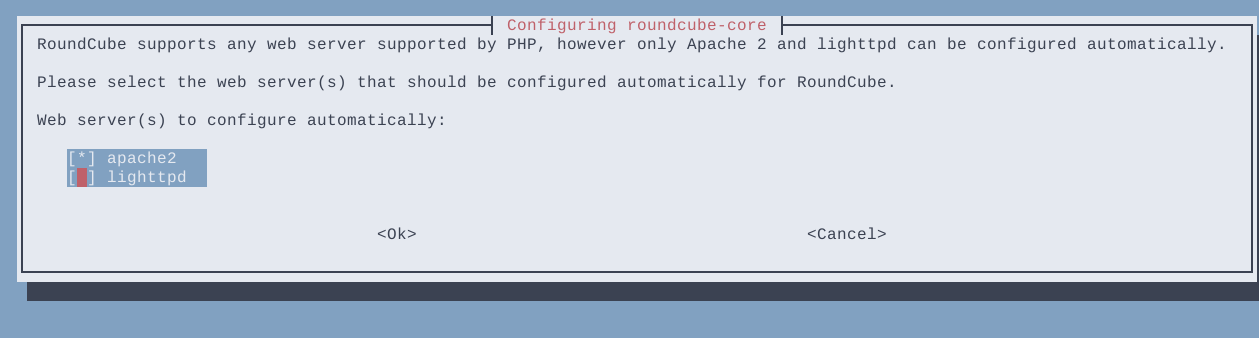 Configuring roundcube-core
RoundCube supports any web server supported by PHP, however only Apache 2 and lighttpd can be configured automatically.
Please select the web server(s) that should be configured automatically for RoundCube.
Web server(s) to configure automatically:
[*] apache2
[ ] lighttpd
<Ok> <Cancel>